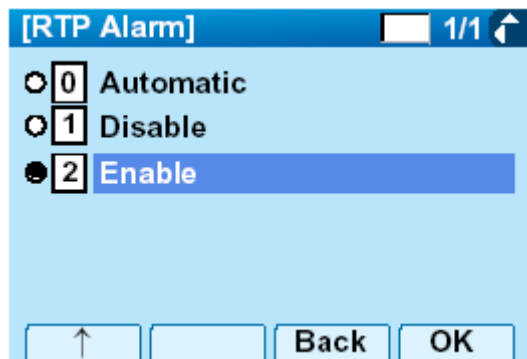 [RTP Alarm] 1/1
0 Automatic
1 Disable
2 Enable
↑ Back OK